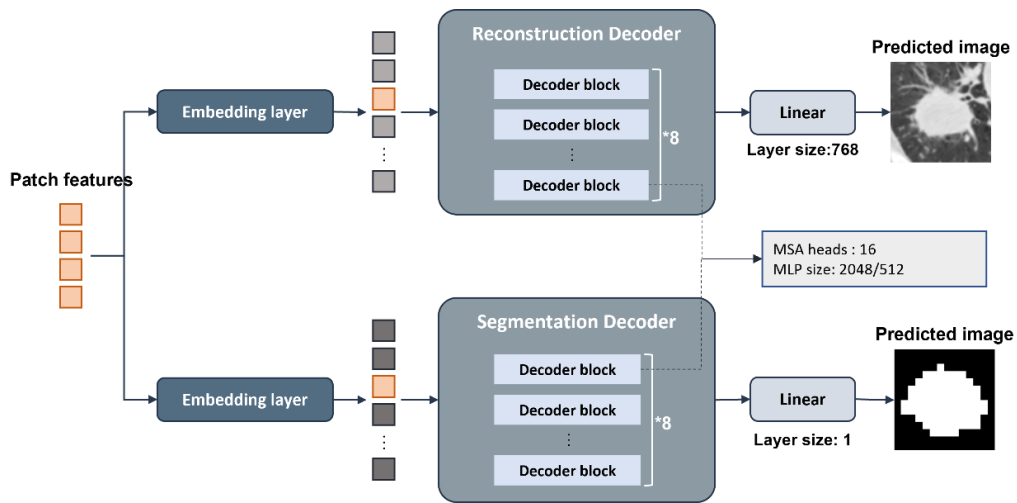 Reconstruction Decoder
Decoder block
Decoder block
⋮
Decoder block
*8
Embedding layer
⋮
Linear
Layer size:768
Predicted image
Patch features
MSA heads : 16
MLP size: 2048/512
Segmentation Decoder
Decoder block
Decoder block
⋮
Decoder block
*8
Embedding layer
⋮
Linear
Layer size: 1
Predicted image